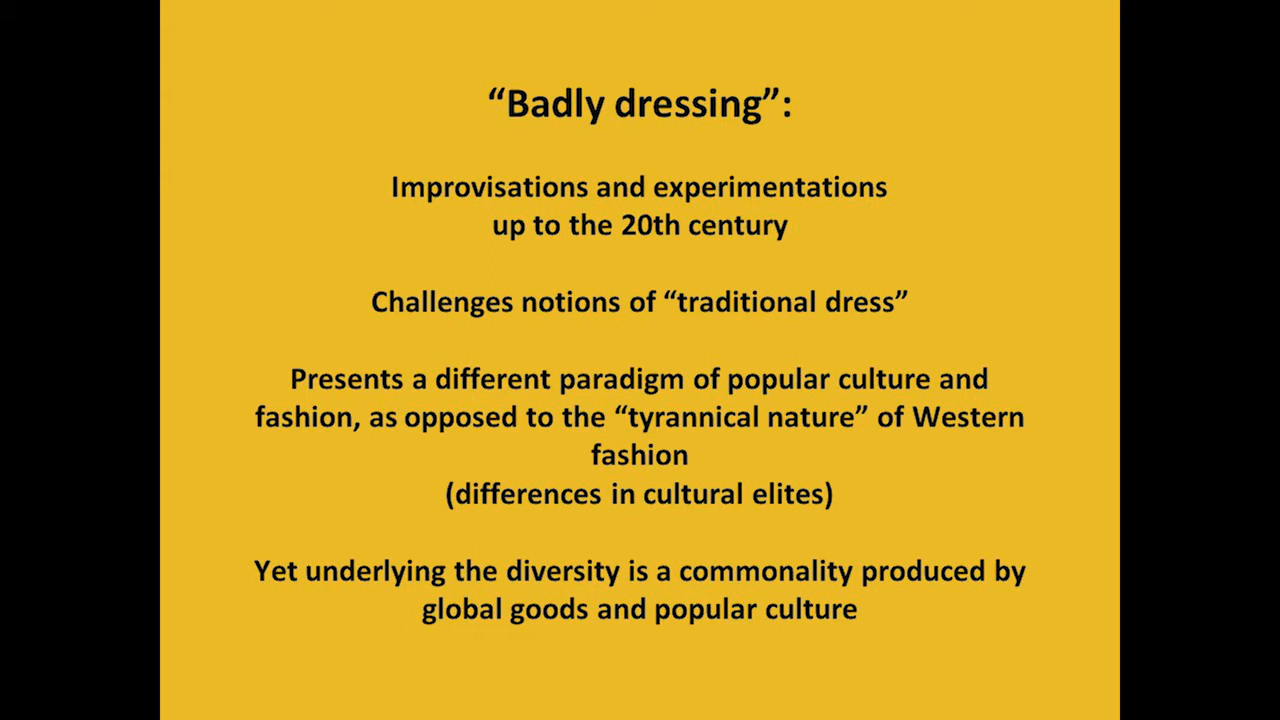 “Badly dressing”:
Improvisations and experimentations
up to the 20th century
Challenges notions of “traditional dress”
Presents a different paradigm of popular culture and
fashion, as opposed to the “tyrannical nature” of Western
fashion
(differences in cultural elites)
Yet underlying the diversity is a commonality produced by
global goods and popular culture